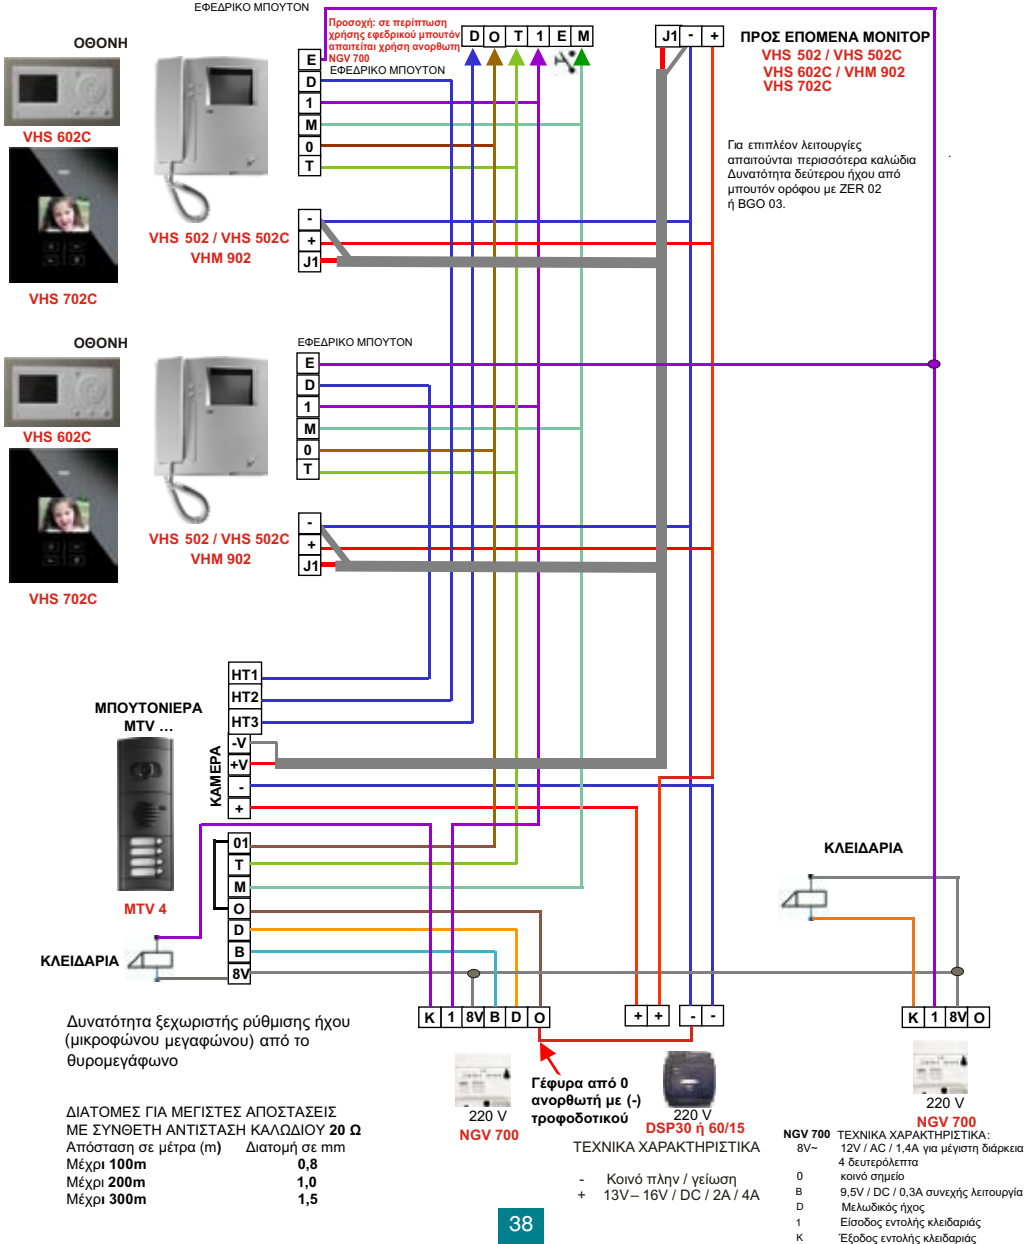 ΕΦΕΔΡΙΚΟ ΜΠΟΥΤΟΝ
Προσοχή: σε περίπτωση
χρήσης εφεδρικού μπουτόν
απαιτείται χρήση ανορθωτη
NGV 700
ΕΦΕΔΡΙΚΟ ΜΠΟΥΤΟΝ
D O T 1 E M
J1 - +
ΠΡΟΣ ΕΠΟΜΕΝΑ ΜΟΝΙΤΟΡ
VHS 502 / VHS 502C
VHS 602C / VHM 902
VHS 702C
ΟΘΟΝΗ
VHS 602C
E
D
1
M
0
T
Για επιπλέον λειτουργίες
απαιτούνται περισσότερα καλώδια
Δυνατότητα δεύτερου ήχου από
μπουτόν ορόφου με ZER 02
ή BGO 03.
-
+
J1
VHS 502 / VHS 502C
VHM 902
VHS 702C
ΟΘΟΝΗ
ΕΦΕΔΡΙΚΟ ΜΠΟΥΤΟΝ
VHS 602C
E
D
1
M
0
T
-
+
J1
VHS 502 / VHS 502C
VHM 902
VHS 702C
HT1
HT2
HT3
ΜΠΟΥΤΟΝΙΕΡΑ
MTV ...
ΚΑΜΕΡΑ
-V
+V
-
+
01
T
M
O
D
B
8V
MTV 4
ΚΛΕΙΔΑΡΙΑ
ΚΛΕΙΔΑΡΙΑ
K 1 8V B D O
+ + - -
K 1 8V O
Δυνατότητα ξεχωριστής ρύθμισης ήχου
(μικροφώνου μεγαφώνου) από το
θυρομεγάφωνο
220 V
NGV 700
Γέφυρα από 0
ανορθωτή με (-)
τροφοδοτικού
220 V
DSP30 ή 60/15
ΤΕΧΝΙΚΑ ΧΑΡΑΚΤΗΡΙΣΤΙΚΑ
- Κοινό πλην / γείωση
+ 13V– 16V / DC / 2A / 4A
220 V
NGV 700
NGV 700 ΤΕΧΝΙΚΑ ΧΑΡΑΚΤΗΡΙΣΤΙΚΑ:
8V~ 12V / AC / 1,4A για μέγιστη διάρκεια
4 δευτερόλεπτα
0 κοινό σημείο
B 9,5V / DC / 0,3A συνεχής λειτουργία
D Μελωδικός ήχος
1 Είσοδος εντολής κλειδαριάς
K Έξοδος εντολής κλειδαριάς
ΔΙΑΤΟΜΕΣ ΓΙΑ ΜΕΓΙΣΤΕΣ ΑΠΟΣΤΑΣΕΙΣ
ΜΕ ΣΥΝΘΕΤΗ ΑΝΤΙΣΤΑΣΗ ΚΑΛΩΔΙΟΥ 20 Ω
Απόσταση σε μέτρα (m) Διατομή σε mm
Μέχρι 100m 0,8
Μέχρι 200m 1,0
Μέχρι 300m 1,5
38